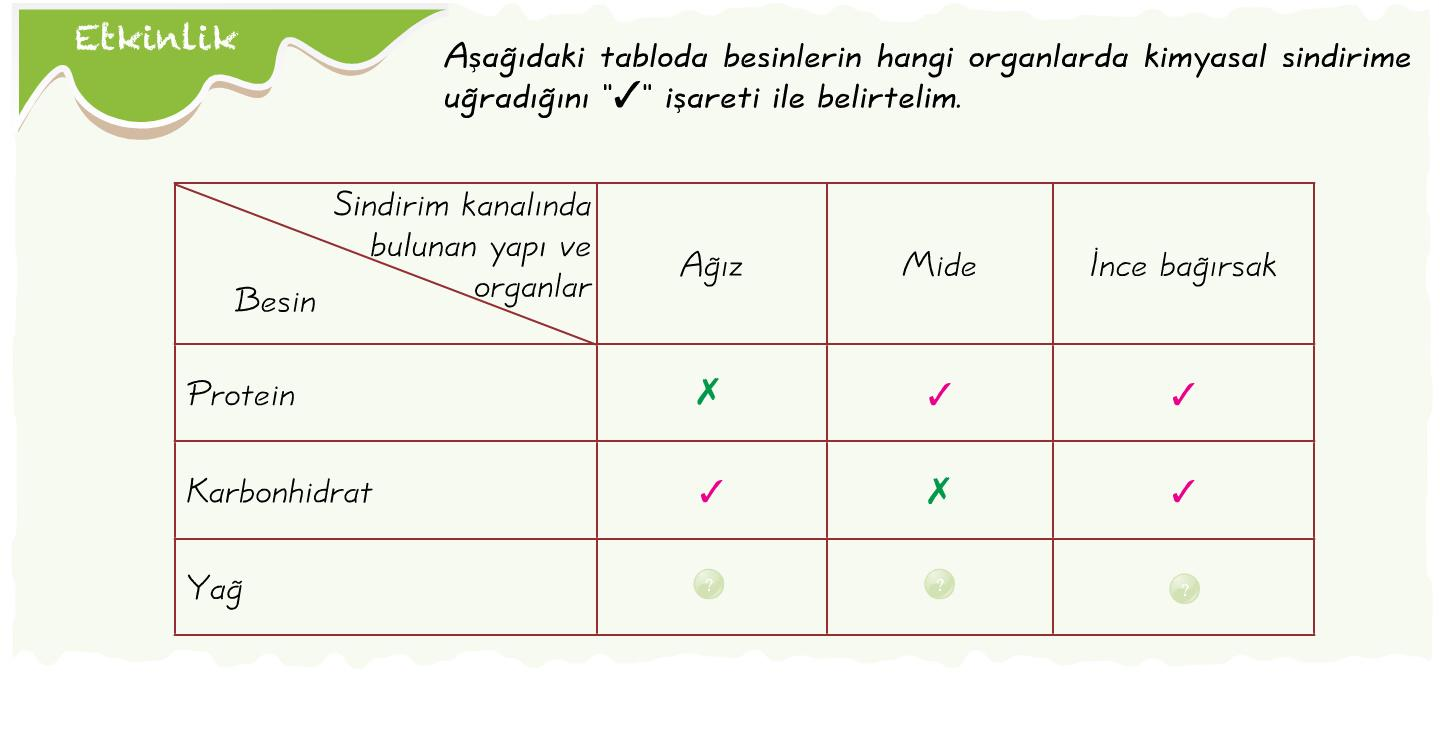 Etkinlik
Aşağıdaki tabloda besinlerin hangi organlarda kimyasal sindirime
uğradığını "✓" işareti ile belirtelim.
Sindirim kanalında
bulunan yapı ve
organlar
Besin
Ağız
Mide
İnce bağırsak
Protein
✗ ✓ ✓
Karbonhidrat
✓ ✗ ✓
Yağ
? ? ?